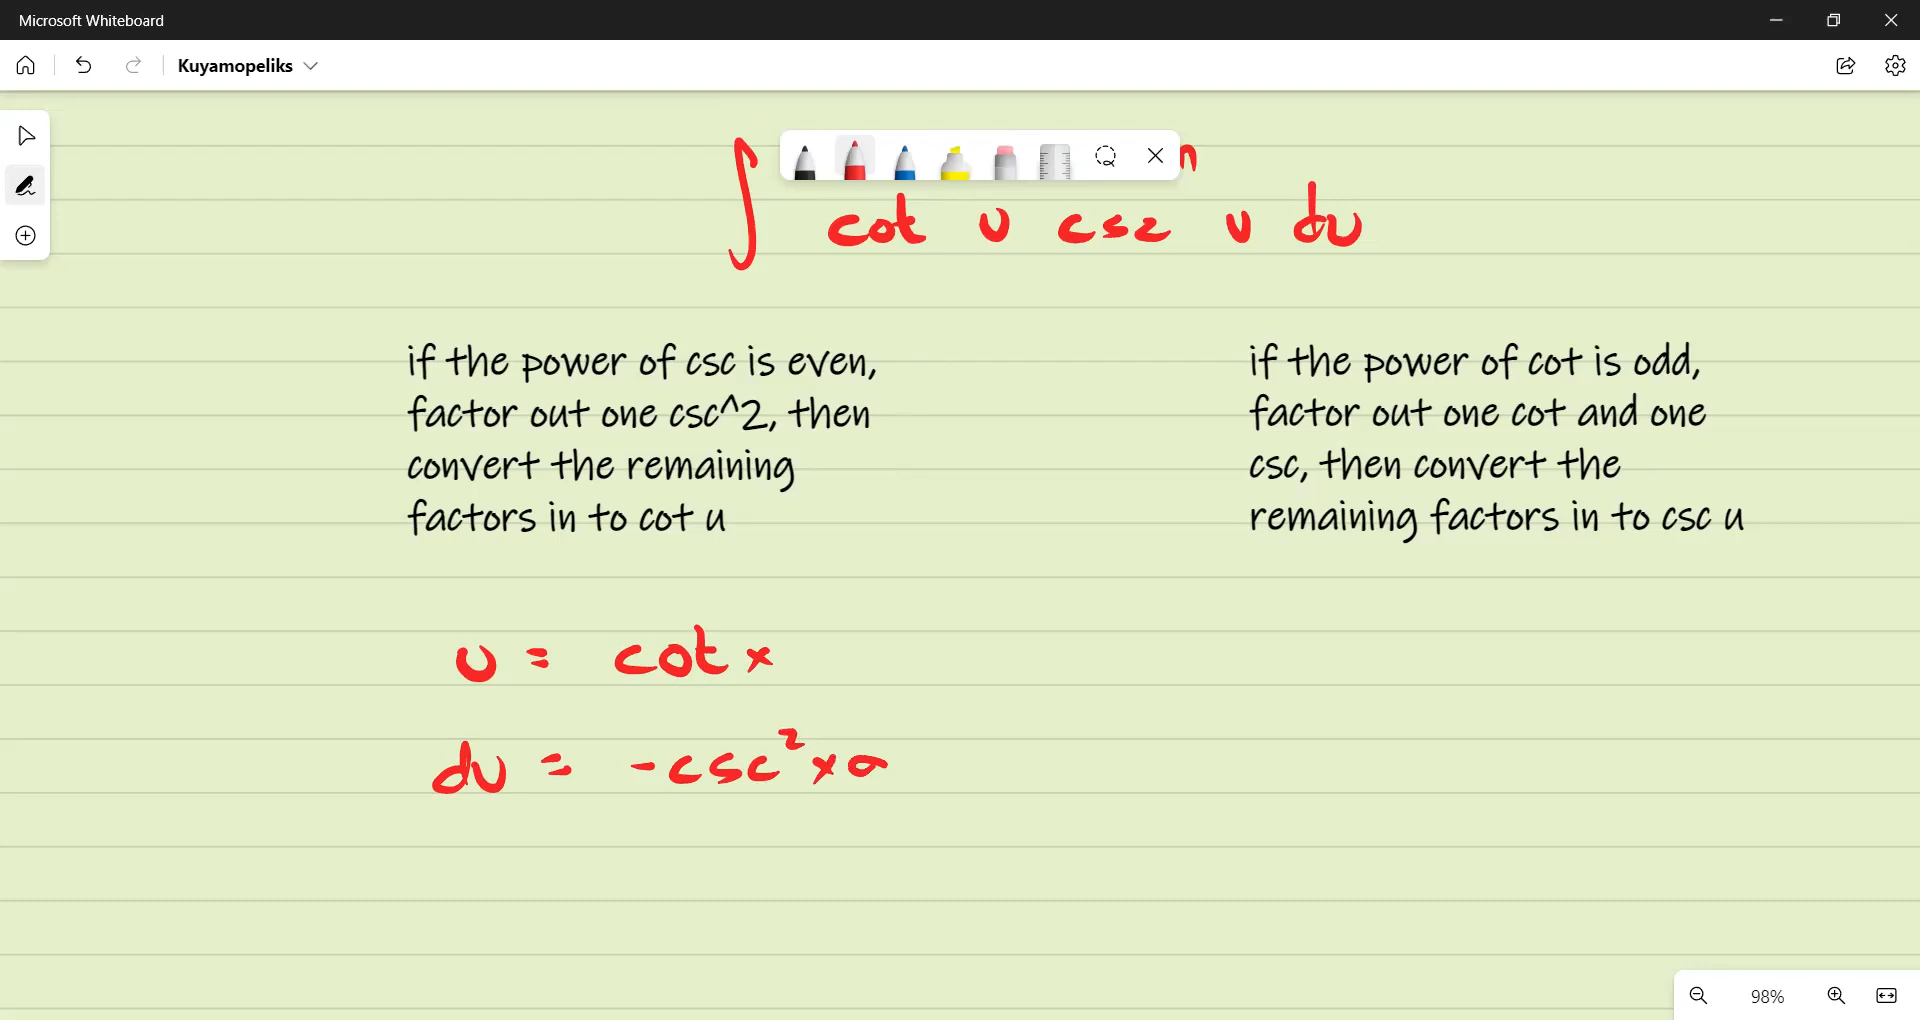 Microsoft Whiteboard
Kuyamopeliks
n
∫ cot u csc u du
if the power of csc is even,
factor out one csc^2, then
convert the remaining
factors in to cot u
if the power of cot is odd,
factor out one cot and one
csc, then convert the
remaining factors in to csc u
u = cot x
du = -csc² x
98%